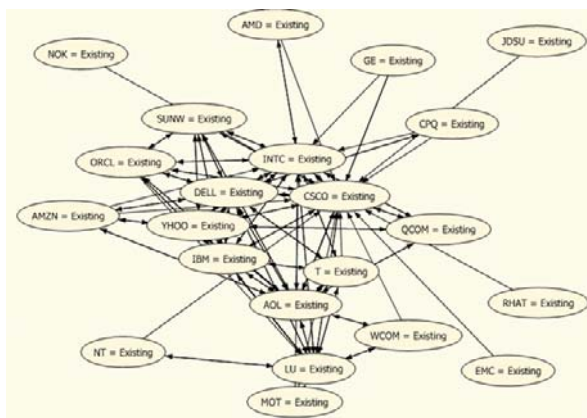 AMD = Existing
JDSU = Existing
NOK = Existing
GE = Existing
SUNW = Existing
CPQ = Existing
ORCL = Existing
INTC = Existing
DELL = Existing
CSCO = Existing
AMZN = Existing
YHOO = Existing
QCOM = Existing
IBM = Existing
T = Existing
AOL = Existing
RHAT = Existing
WCOM = Existing
NT = Existing
LU = Existing
EMC = Existing
MOT = Existing